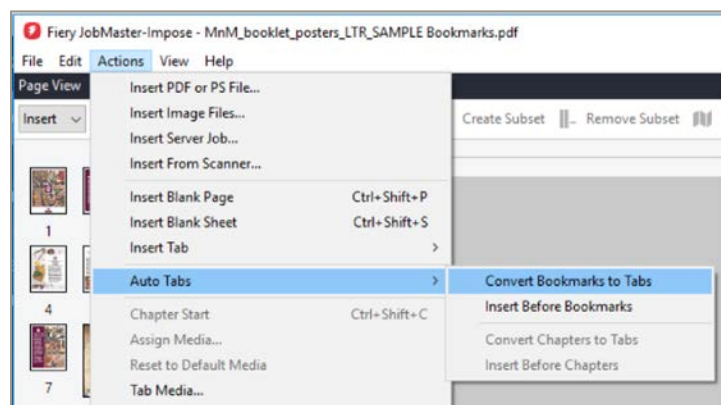 Fiery JobMaster-Impose - MnM_booklet_posters_LTR_SAMPLE Bookmarks.pdf
File Edit Actions View Help
Page View
Insert
Create Subset Remove Subset
Insert PDF or PS File...
Insert Image Files...
Insert Server Job...
Insert From Scanner...
Insert Blank Page Ctrl+Shift+P
Insert Blank Sheet Ctrl+Shift+S
Insert Tab
Auto Tabs
Chapter Start Ctrl+Shift+C
Assign Media...
Reset to Default Media
Tab Media...
Convert Bookmarks to Tabs
Insert Before Bookmarks
Convert Chapters to Tabs
Insert Before Chapters
1
4
7